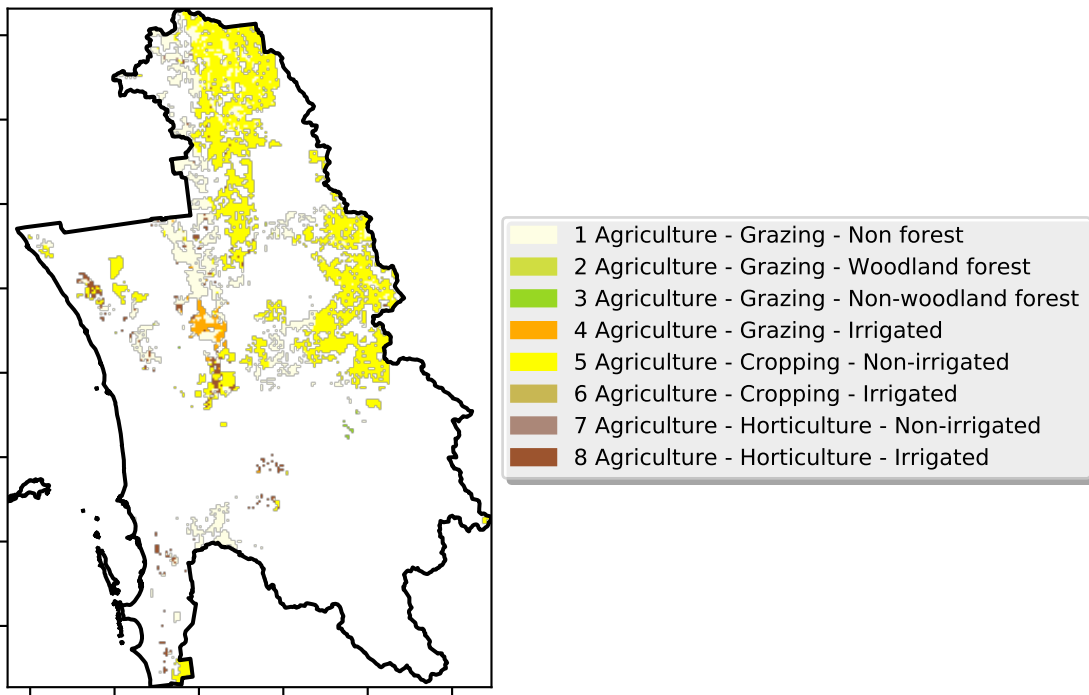 1 Agriculture - Grazing - Non forest
2 Agriculture - Grazing - Woodland forest
3 Agriculture - Grazing - Non-woodland forest
4 Agriculture - Grazing - Irrigated
5 Agriculture - Cropping - Non-irrigated
6 Agriculture - Cropping - Irrigated
7 Agriculture - Horticulture - Non-irrigated
8 Agriculture - Horticulture - Irrigated